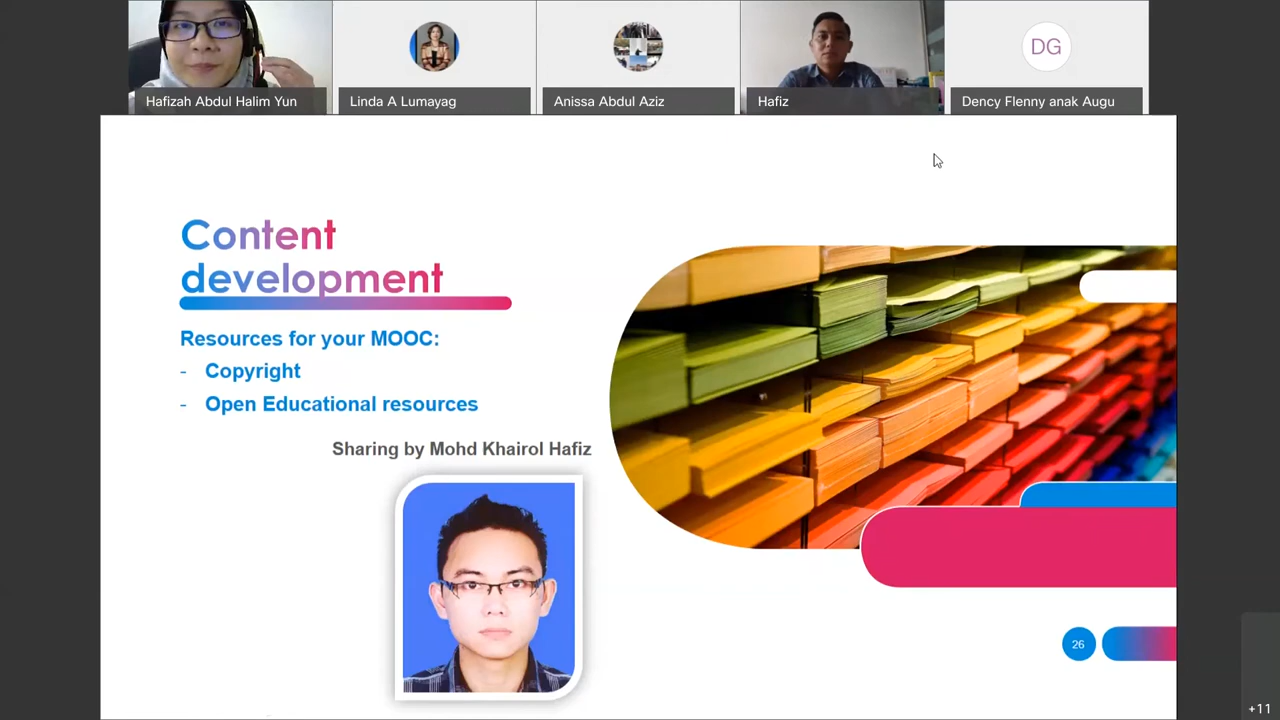 Hafizah Abdul Halim Yun
Linda A Lumayag
Anissa Abdul Aziz
Hafiz
DG
Dency Flenny anak Augu
Content
development
Resources for your MOOC:
- Copyright
- Open Educational resources
Sharing by Mohd Khairol Hafiz
26
+11